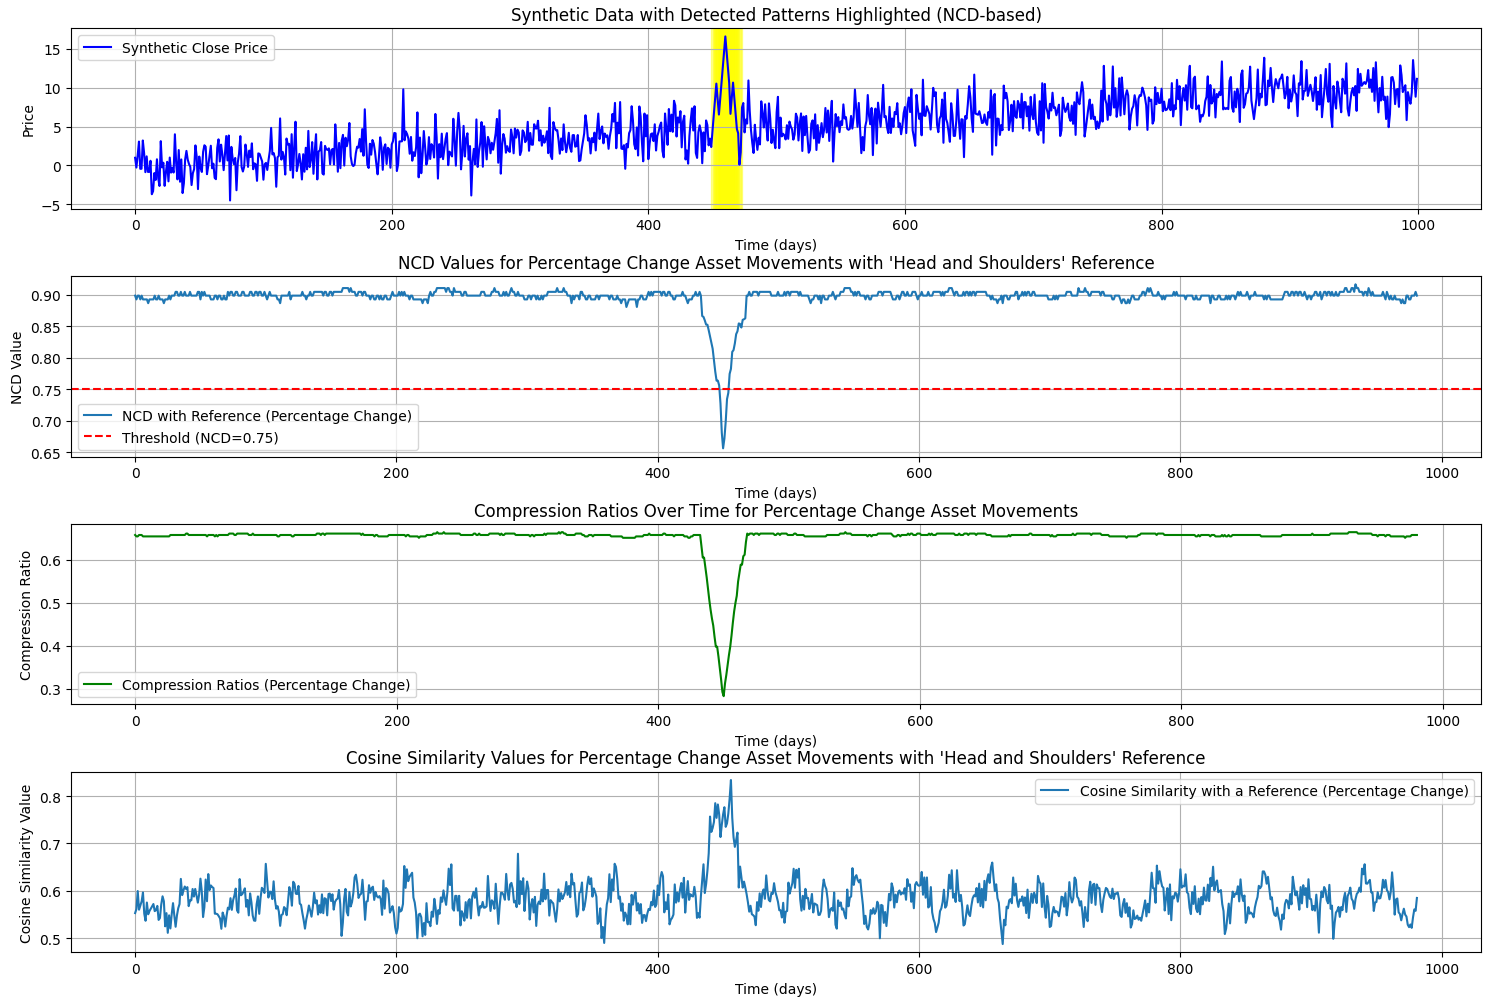 Synthetic Data with Detected Patterns Highlighted (NCD-based)
Synthetic Close Price
Price
15
10
5
0
−5
0 200 400 600 800 1000
Time (days)
NCD Values for Percentage Change Asset Movements with 'Head and Shoulders' Reference
NCD Value
0.90
0.85
0.80
0.75
0.70
0.65
NCD with Reference (Percentage Change)
Threshold (NCD=0.75)
0 200 400 600 800 1000
Time (days)
Compression Ratios Over Time for Percentage Change Asset Movements
Compression Ratio
0.6
0.5
0.4
0.3
Compression Ratios (Percentage Change)
0 200 400 600 800 1000
Time (days)
Cosine Similarity Values for Percentage Change Asset Movements with 'Head and Shoulders' Reference
Cosine Similarity with a Reference (Percentage Change)
Cosine Similarity Value
0.8
0.7
0.6
0.5
0 200 400 600 800 1000
Time (days)